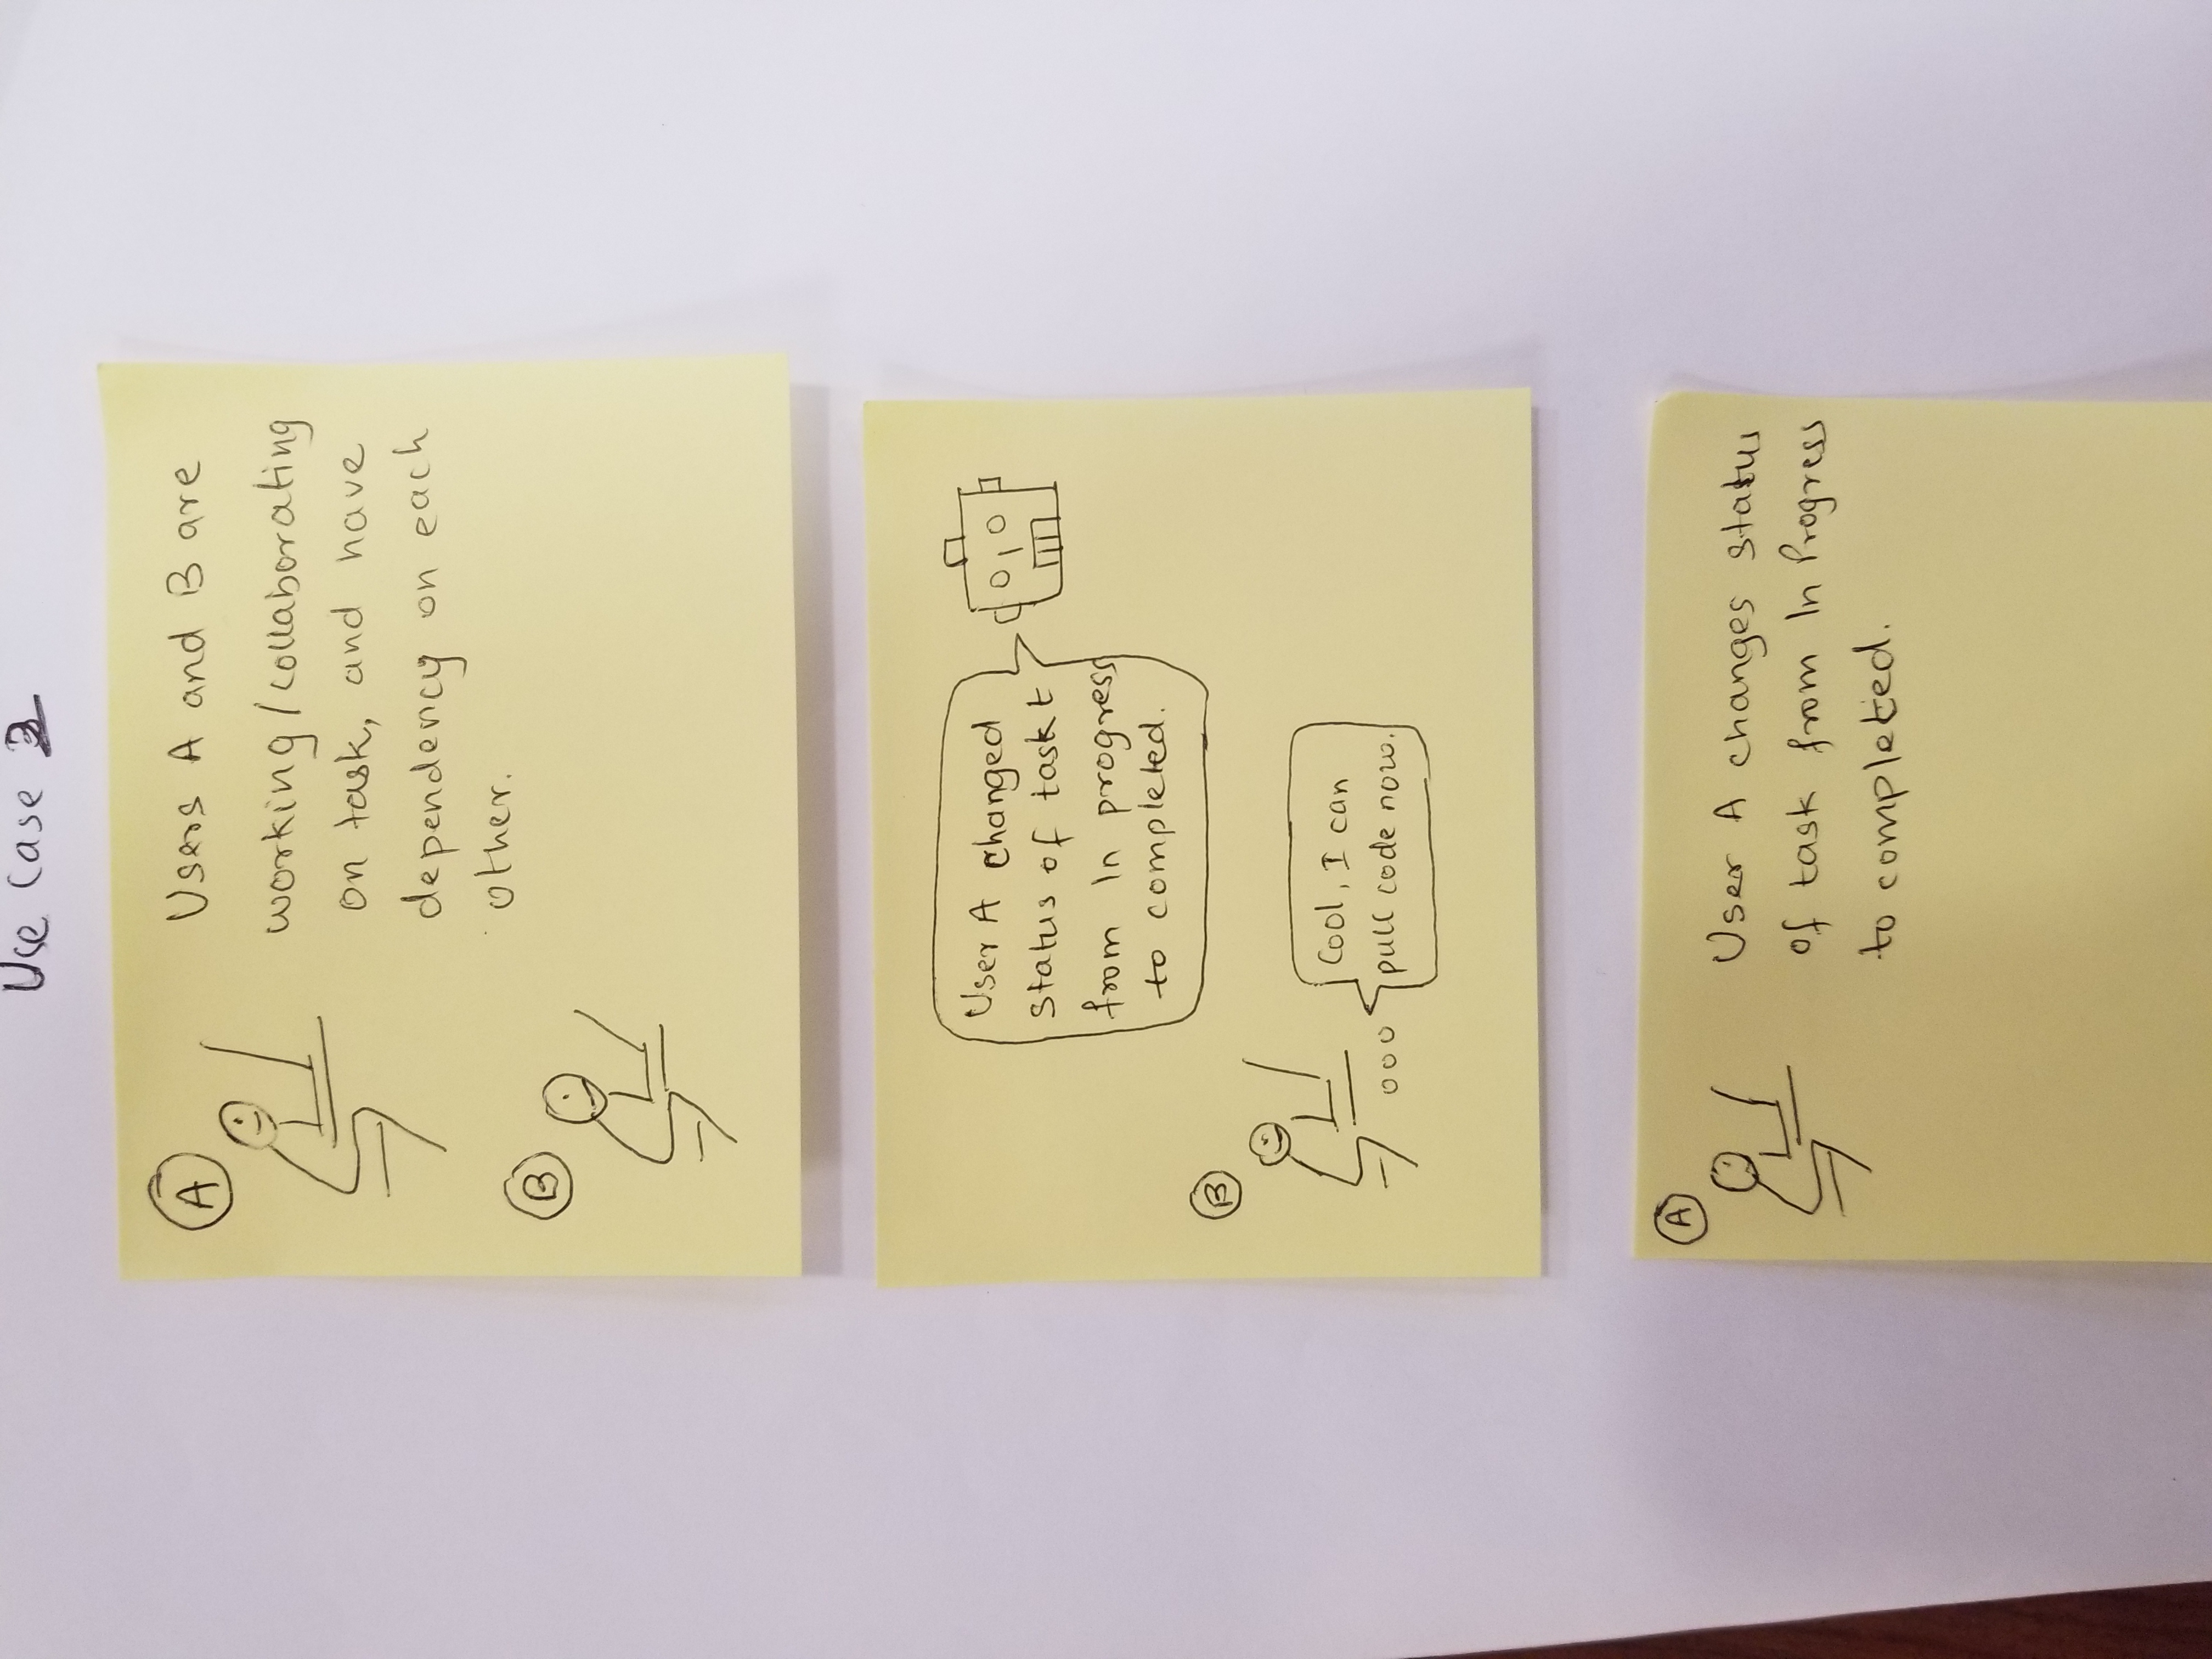 Use Case
A
Users A and B are
working/collaborating
on task, and have
dependency on each
other.
B
User A changed
status of task t
from In progress
to completed.
B
Cool, I can
pull code now.
A
User A changes status
of task from In Progress
to completed.